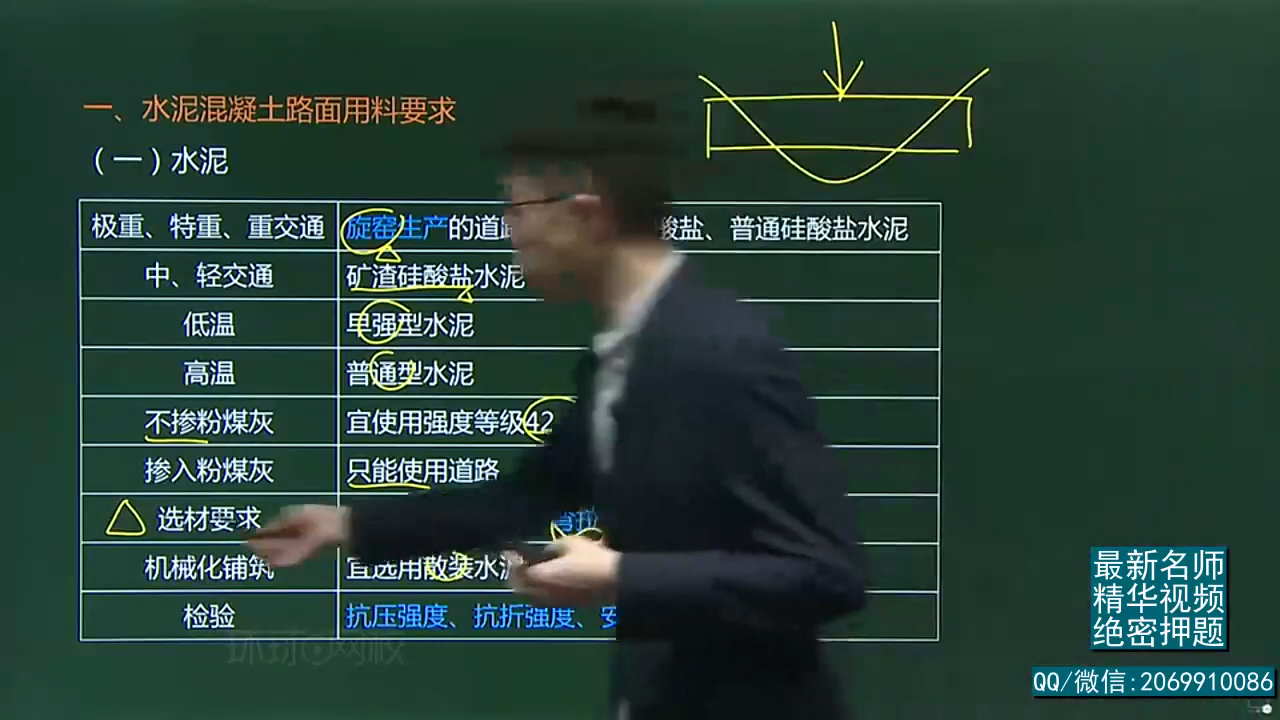 一、水泥混凝土路面用料要求
（一）水泥
极重、特重、重交通 旋窑生产的道路 酸盐、普通硅酸盐水泥
中、轻交通 矿渣硅酸盐水泥
低温 早强型水泥
高温 普通型水泥
不掺粉煤灰 宜使用强度等级42
掺入粉煤灰 只能使用道路
选材要求
机械化铺筑 宜选用散装水泥
检验 抗压强度、抗折强度、安
环球网校
最新名师
精华视频
绝密押题
QQ/微信:2069910086